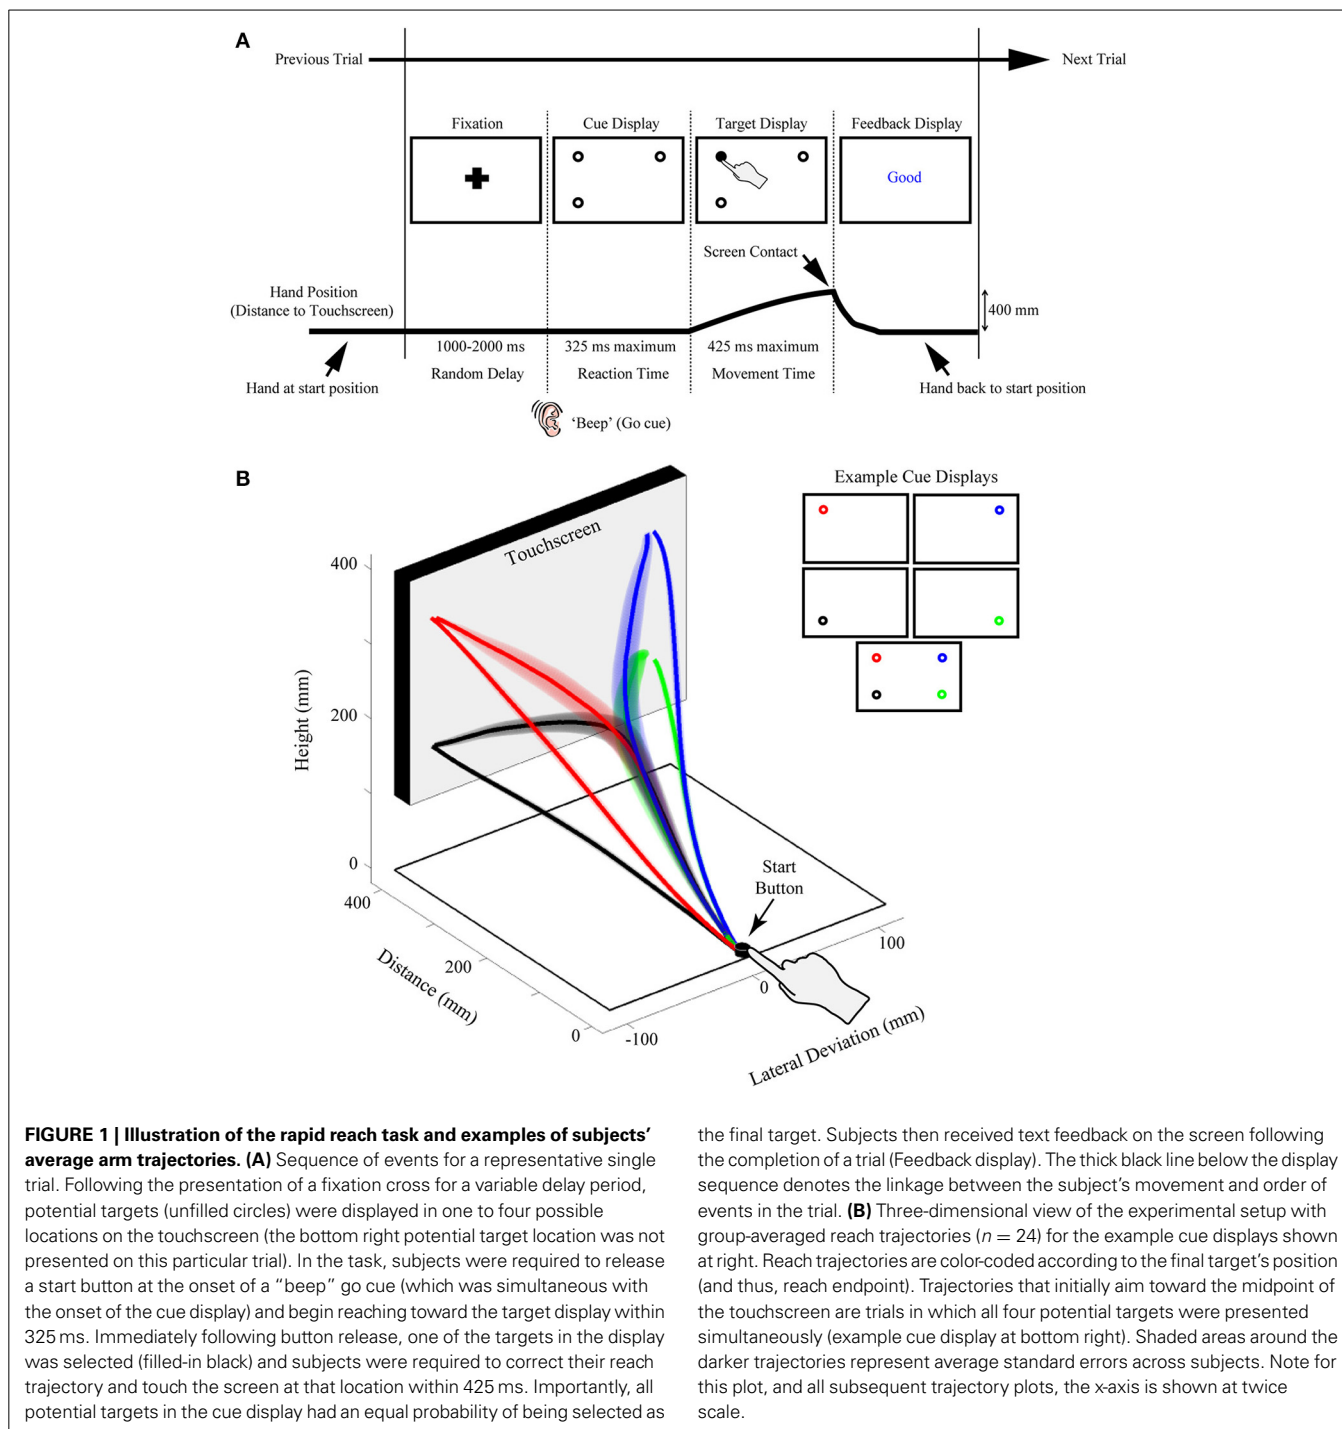 A
Previous Trial
Next Trial
Fixation
Cue Display
Target Display
Feedback Display
Good
Screen Contact
Hand Position
(Distance to Touchscreen)
400 mm
1000-2000 ms
325 ms maximum
425 ms maximum
Random Delay
Reaction Time
Movement Time
Hand at start position
Hand back to start position
‘Beep’ (Go cue)
B
Example Cue Displays
Touchscreen
400
200
0
Height (mm)
400
200
0
Distance (mm)
Start
Button
-100
0
100
Lateral Deviation (mm)
FIGURE 1 | Illustration of the rapid reach task and examples of subjects’
average arm trajectories. (A) Sequence of events for a representative single
trial. Following the presentation of a fixation cross for a variable delay period,
potential targets (unfilled circles) were displayed in one to four possible
locations on the touchscreen (the bottom right potential target location was not
presented on this particular trial). In the task, subjects were required to release
a start button at the onset of a “beep” go cue (which was simultaneous with
the onset of the cue display) and begin reaching toward the target display within
325 ms. Immediately following button release, one of the targets in the display
was selected (filled-in black) and subjects were required to correct their reach
trajectory and touch the screen at that location within 425 ms. Importantly, all
potential targets in the cue display had an equal probability of being selected as
the final target. Subjects then received text feedback on the screen following
the completion of a trial (Feedback display). The thick black line below the display
sequence denotes the linkage between the subject’s movement and order of
events in the trial. (B) Three-dimensional view of the experimental setup with
group-averaged reach trajectories (n = 24) for the example cue displays shown
at right. Reach trajectories are color-coded according to the final target’s position
(and thus, reach endpoint). Trajectories that initially aim toward the midpoint of
the touchscreen are trials in which all four potential targets were presented
simultaneously (example cue display at bottom right). Shaded areas around the
darker trajectories represent average standard errors across subjects. Note for
this plot, and all subsequent trajectory plots, the x-axis is shown at twice
scale.